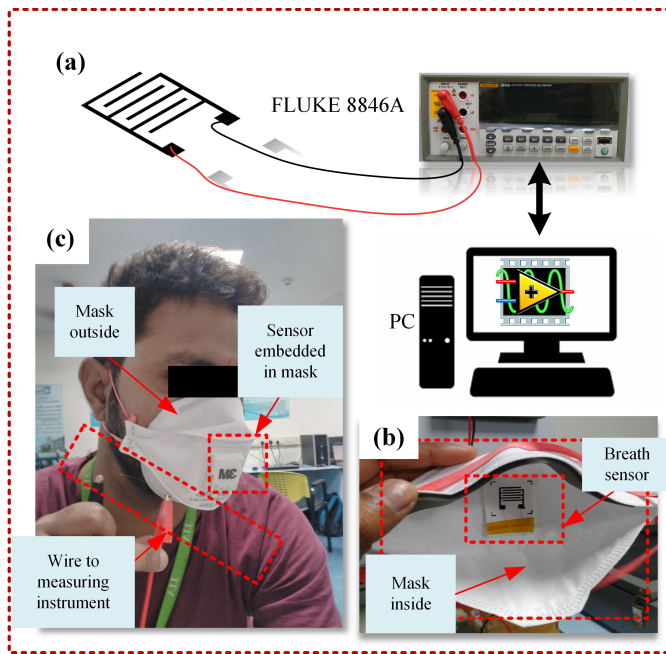 (a)
FLUKE 8846A
(c)
Mask
outside
Sensor
embedded
in mask
PC
(b)
Breath
sensor
Wire to
measuring
instrument
Mask
inside